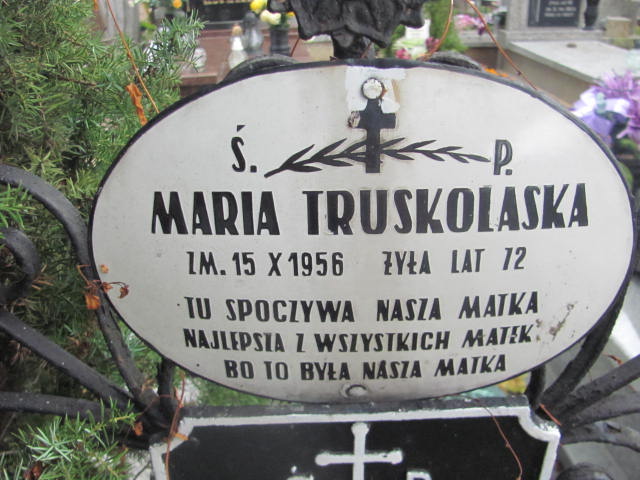 Ś. P.
MARIA TRUSKOLASKA
ZM. 15 X 1956 ŻYŁA LAT 72
TU SPOCZYWA NASZA MATKA
NAJLEPSZA Z WSZYSTKICH MATEK
BO TO BYŁA NASZA MATKA